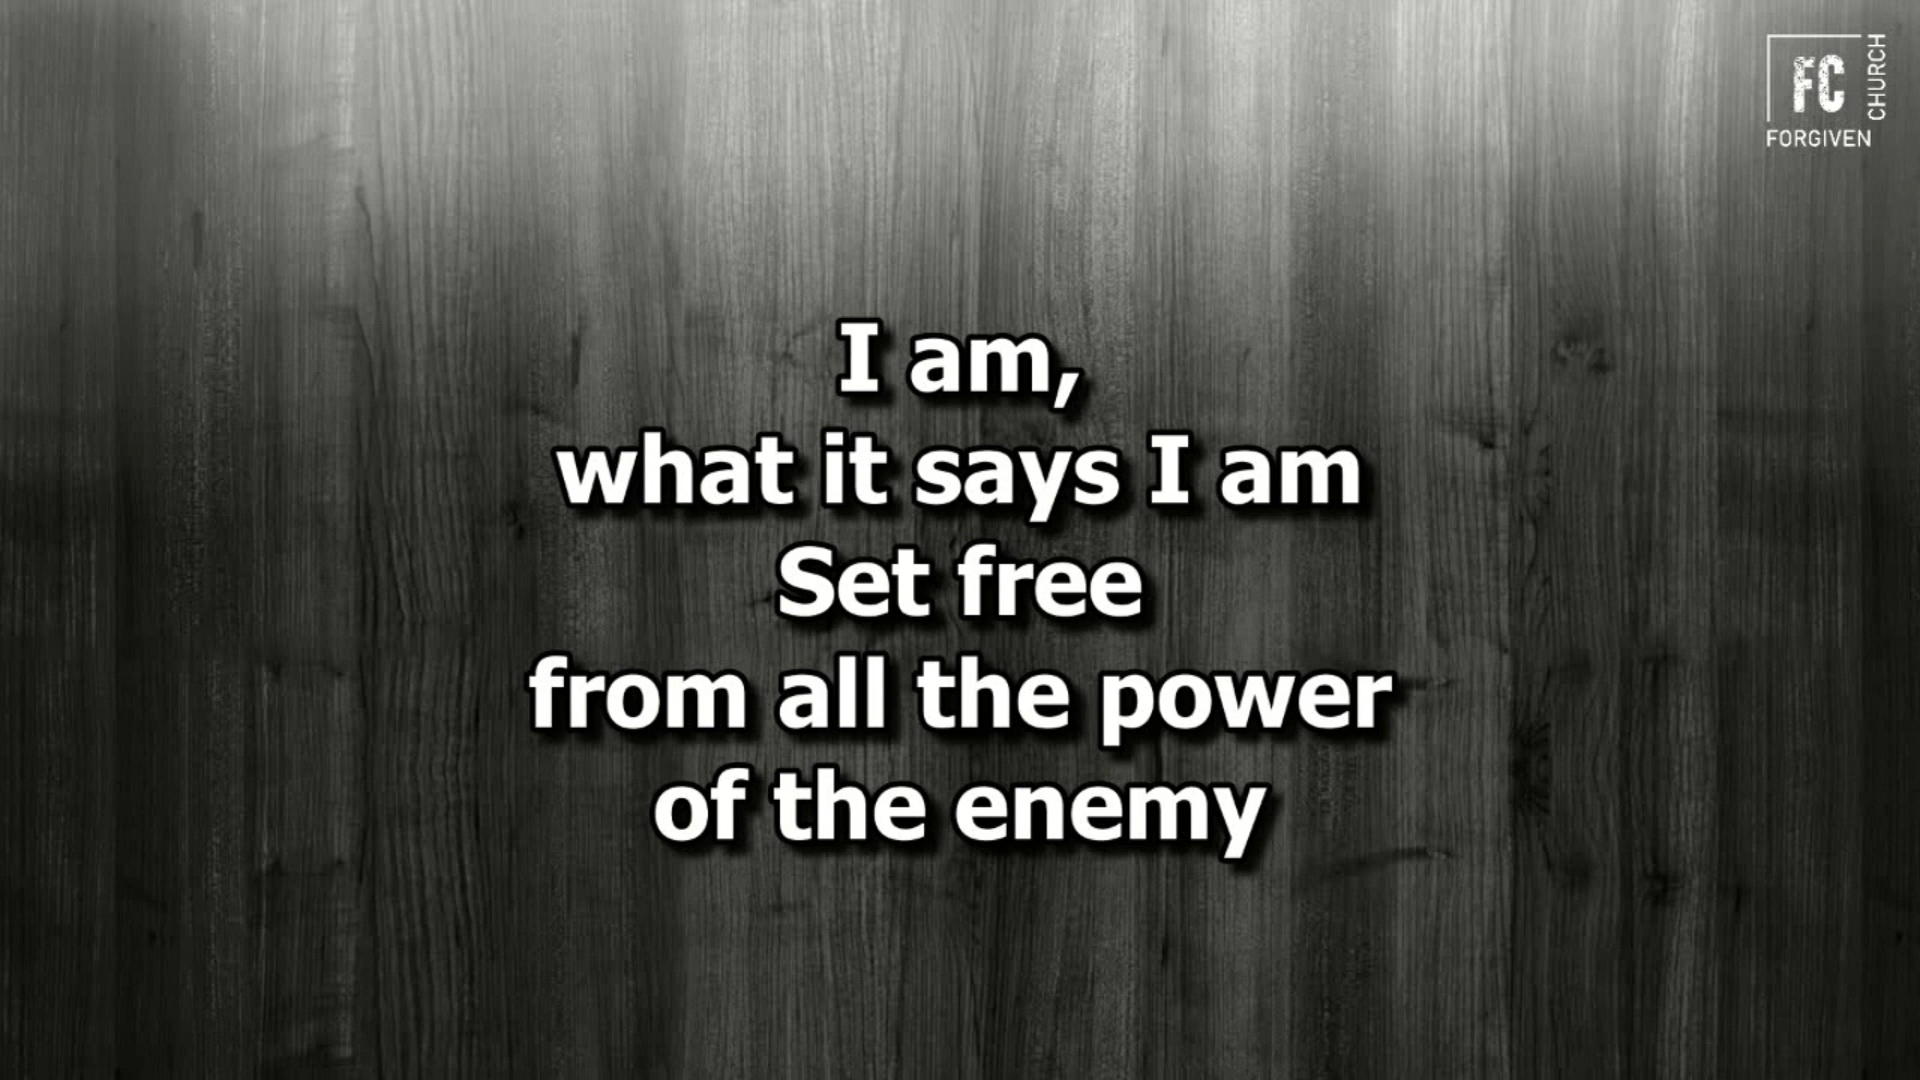 FC
CHURCH
FORGIVEN
I am,
what it says I am
Set free
from all the power
of the enemy